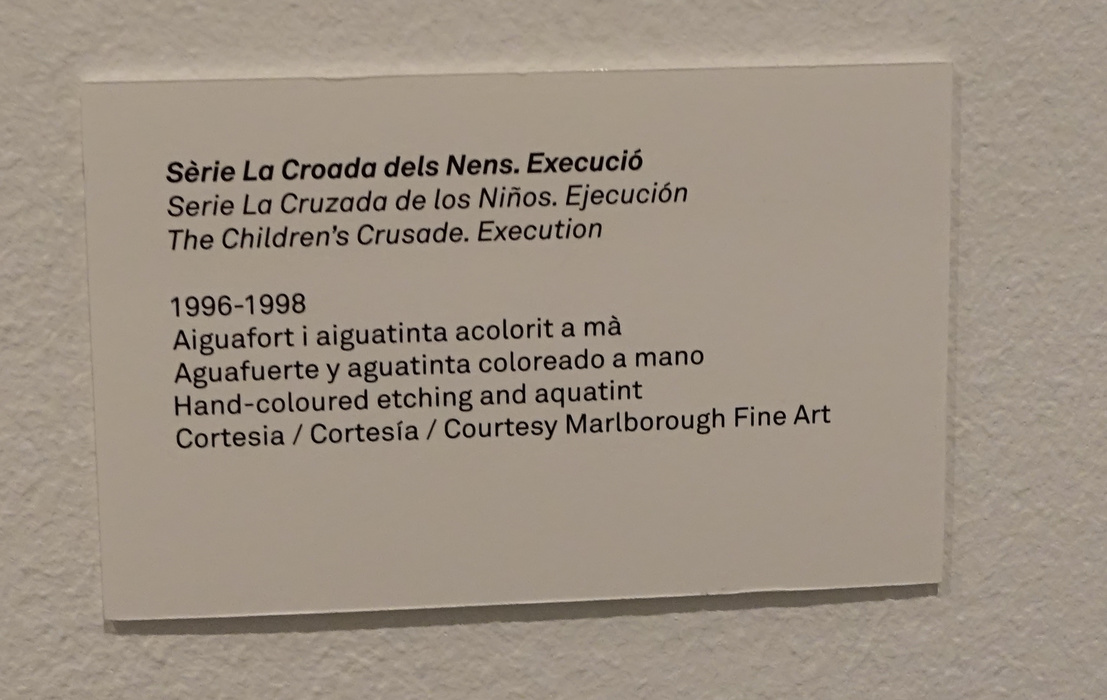 Sèrie La Croada dels Nens. Execució
Serie La Cruzada de los Niños. Ejecución
The Children's Crusade. Execution
1996-1998
Aiguafort i aiguatinta acolorit a mà
Aguafuerte y aguatinta coloreado a mano
Hand-coloured etching and aquatint
Cortesia / Cortesía / Courtesy Marlborough Fine Art